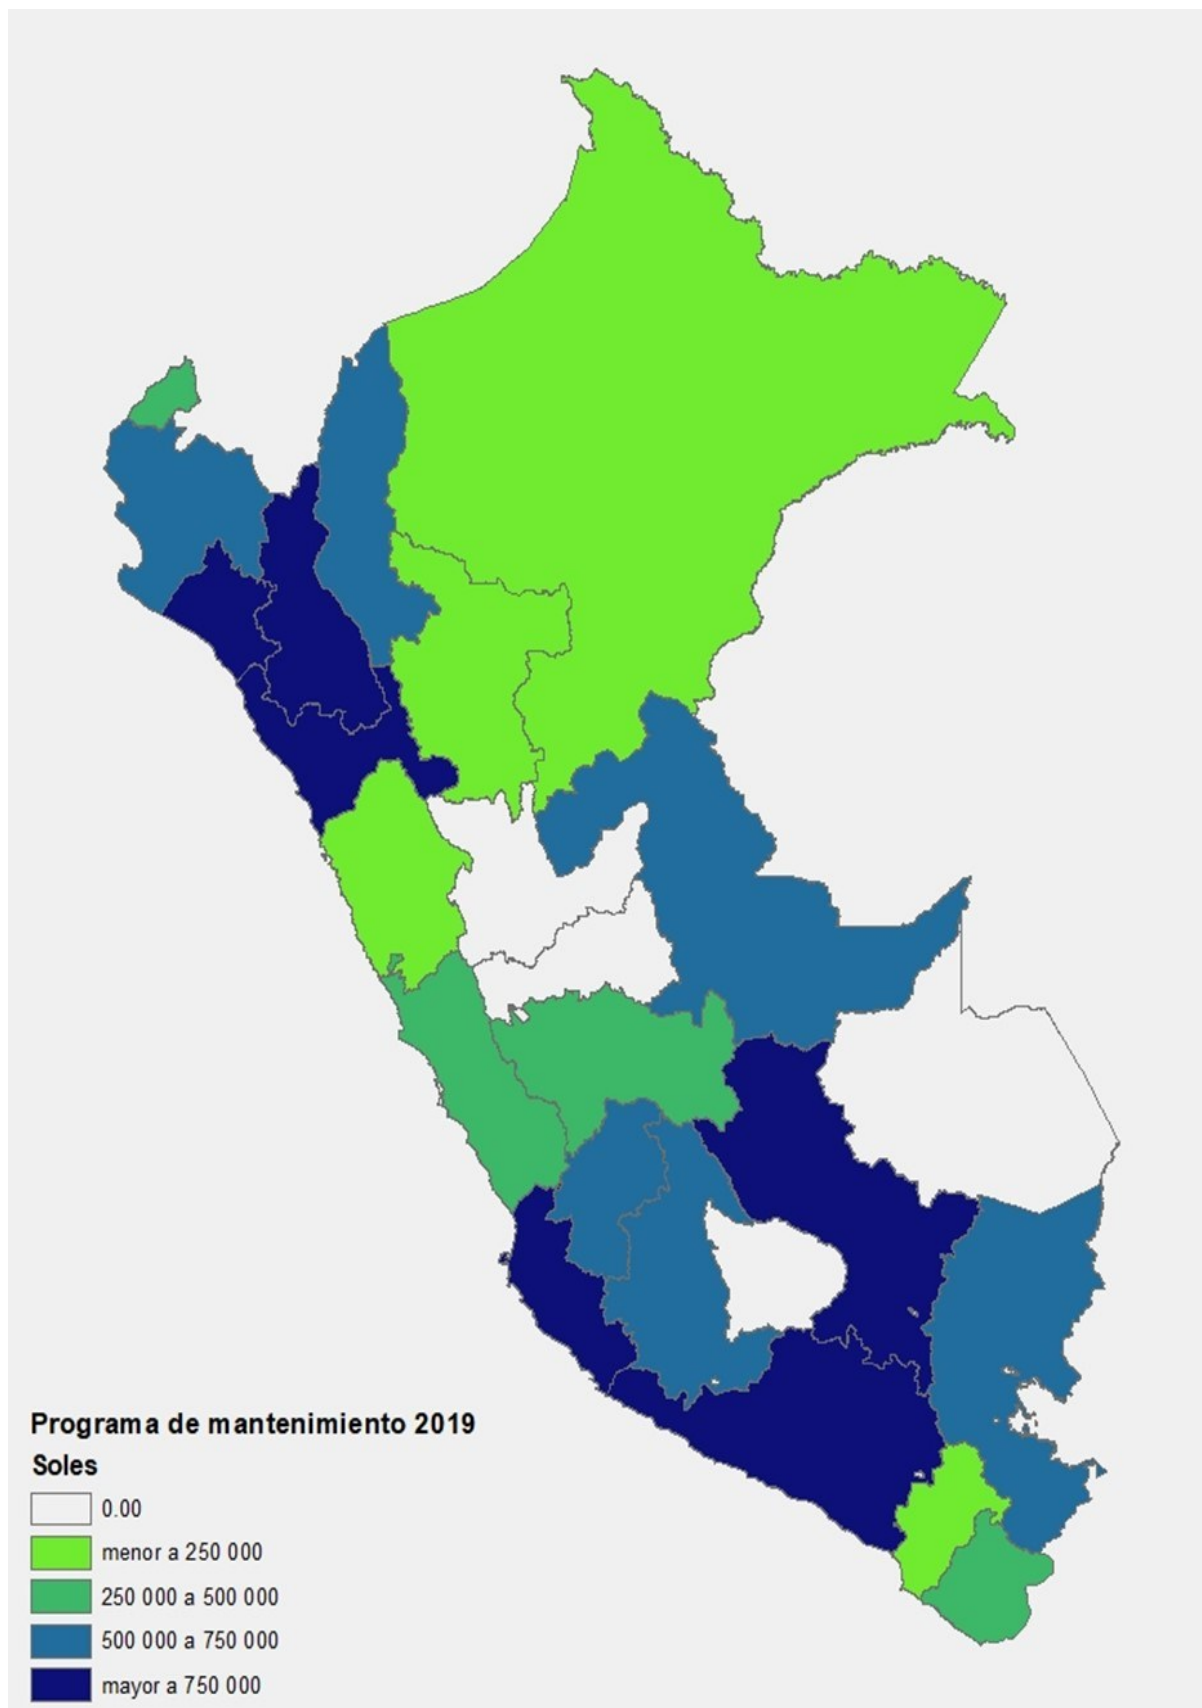 Programa de mantenimiento 2019
Soles
0.00
menor a 250 000
250 000 a 500 000
500 000 a 750 000
mayor a 750 000